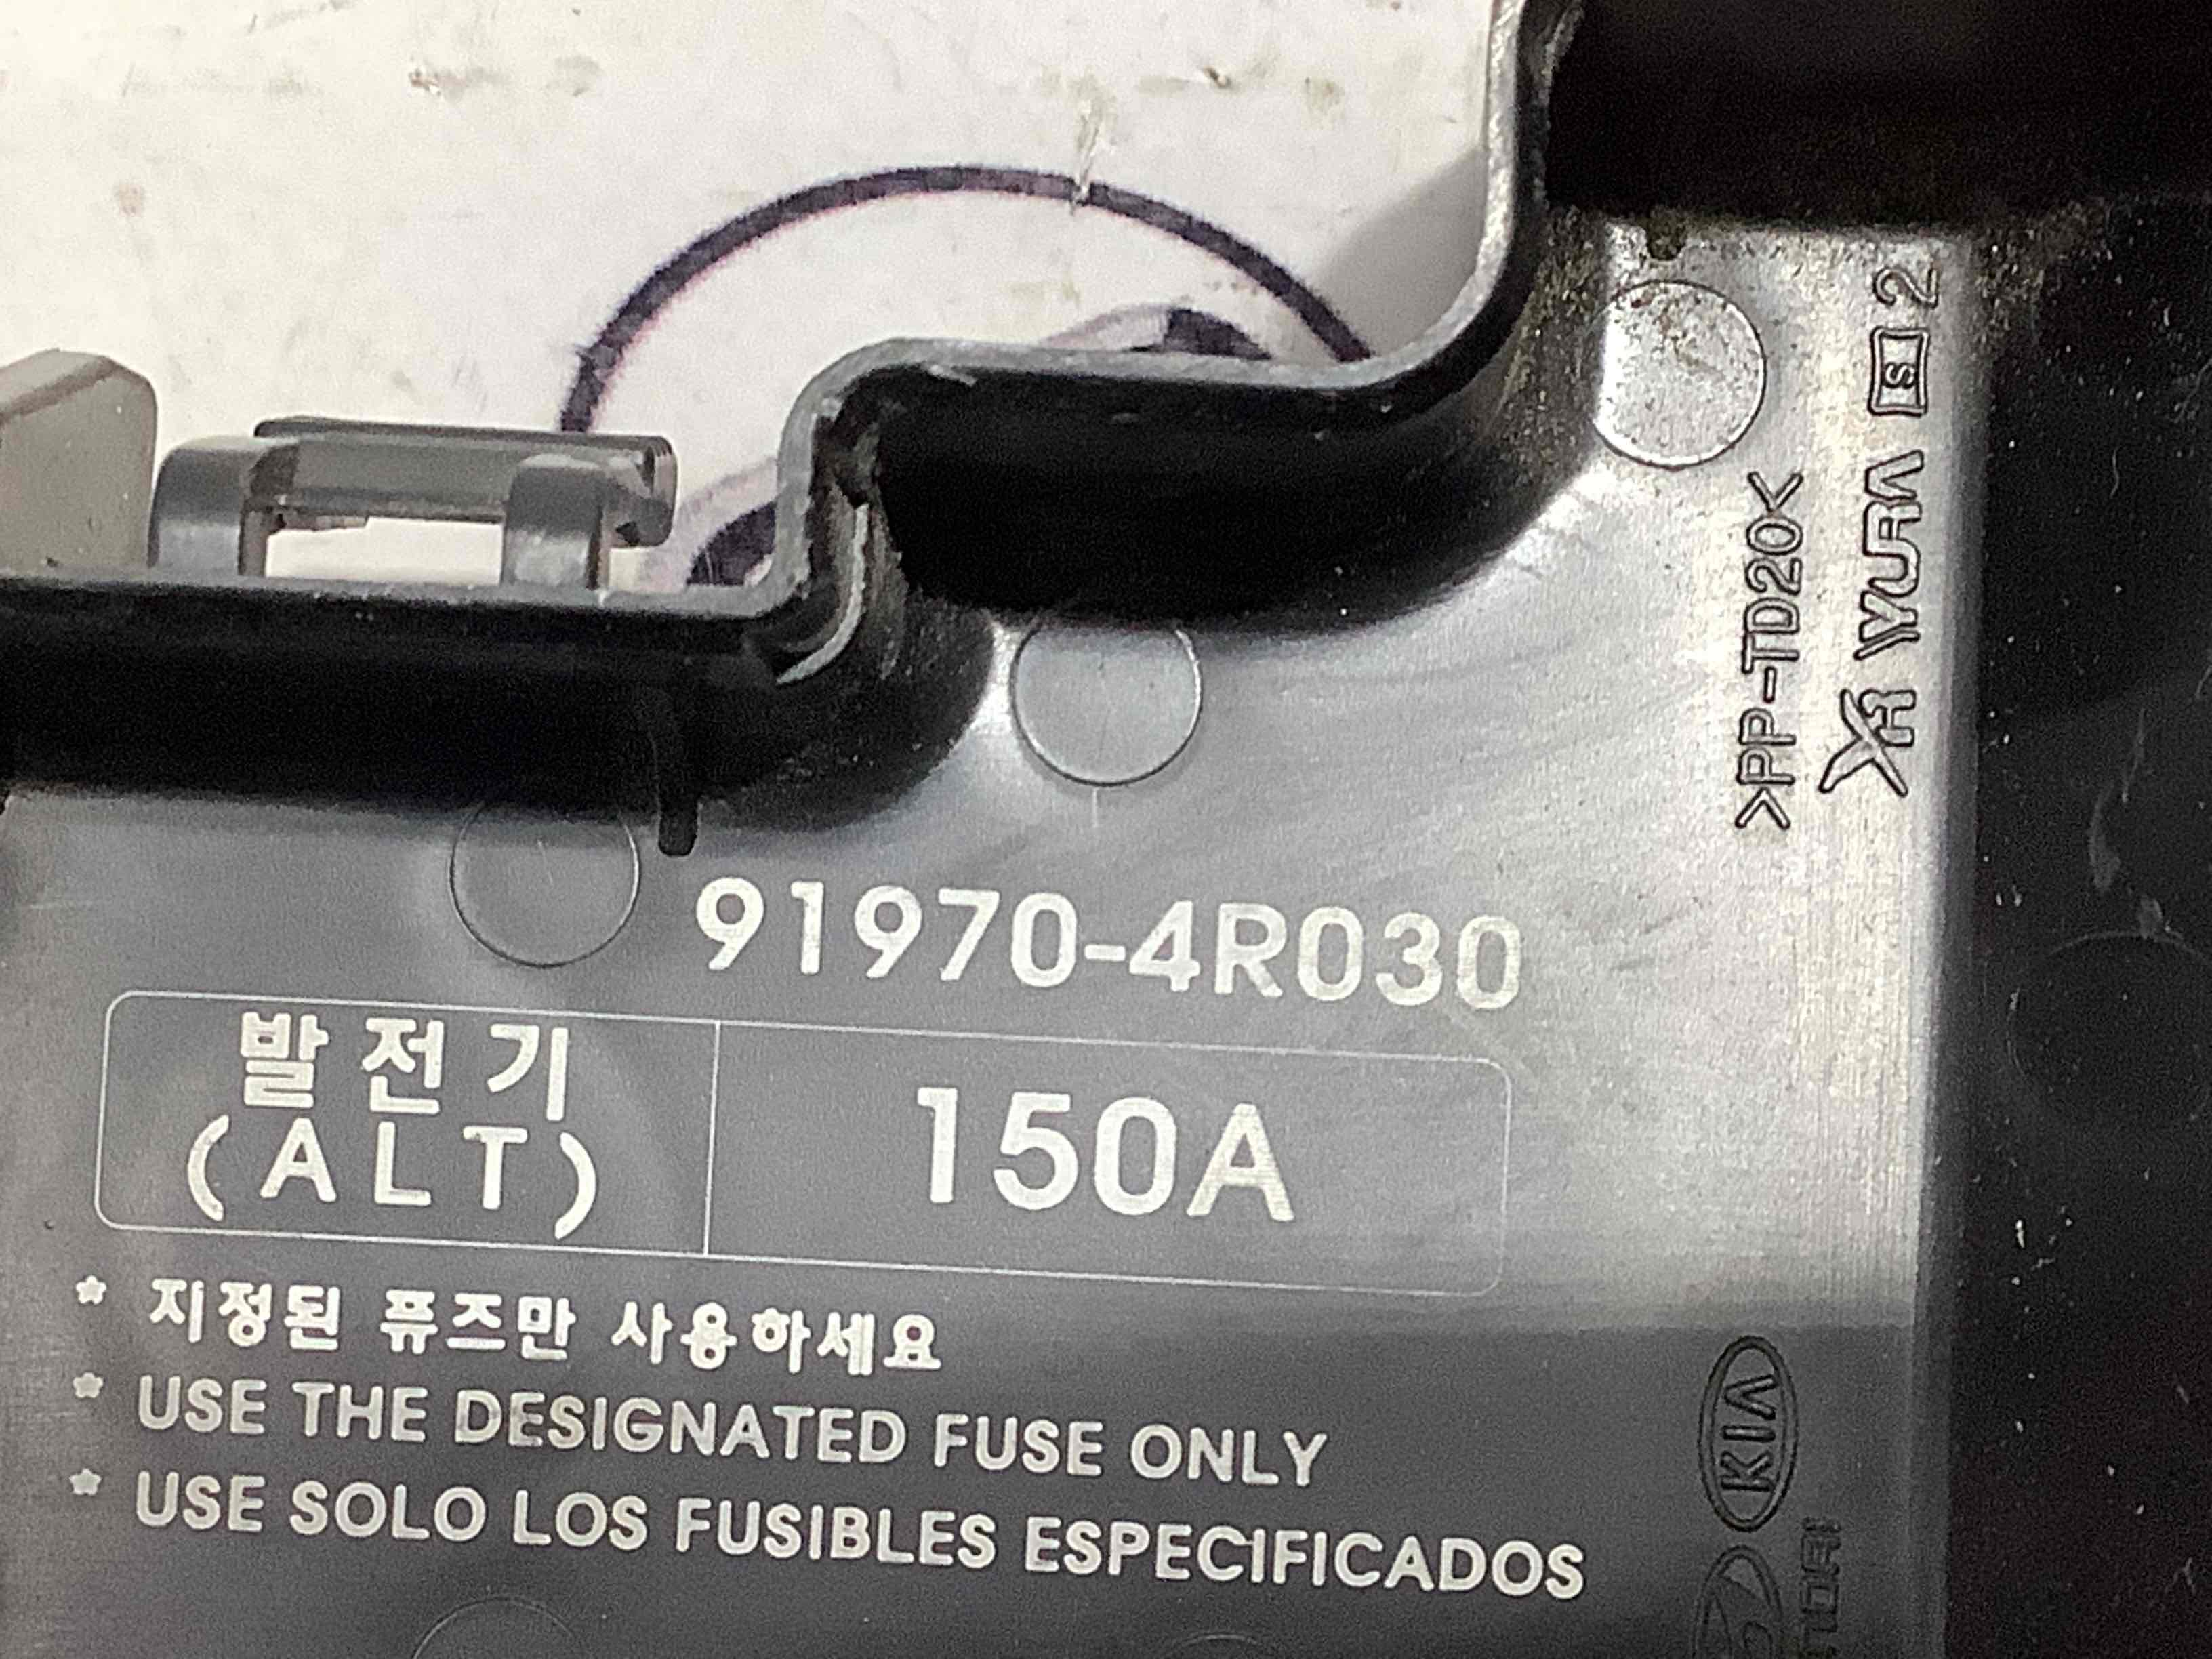 91970-4R030
발전기
(ALT)
150A
* 지정된 퓨즈만 사용하세요
* USE THE DESIGNATED FUSE ONLY
* USE SOLO LOS FUSIBLES ESPECIFICADOS
>PP-TD20<
YURA S 2
KIA